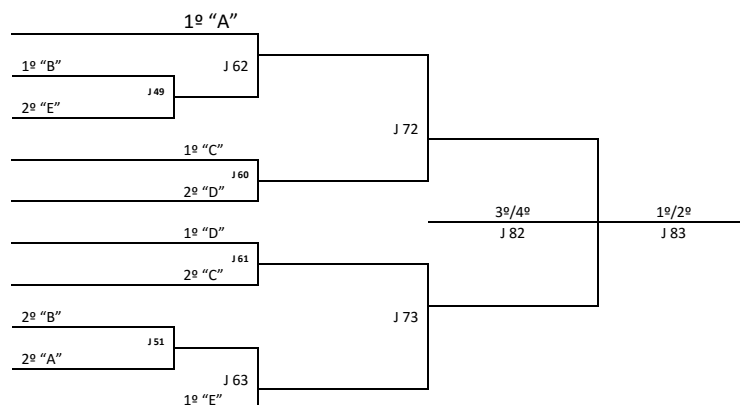 1º “A”
J 62
1º “B”
J 49
2º “E”
J 72
1º “C”
J 60
2º “D”
3º/4º
1º/2º
J 82
J 83
1º “D”
J 61
2º “C”
2º “B”
J 73
J 51
2º “A”
J 63
1º “E”